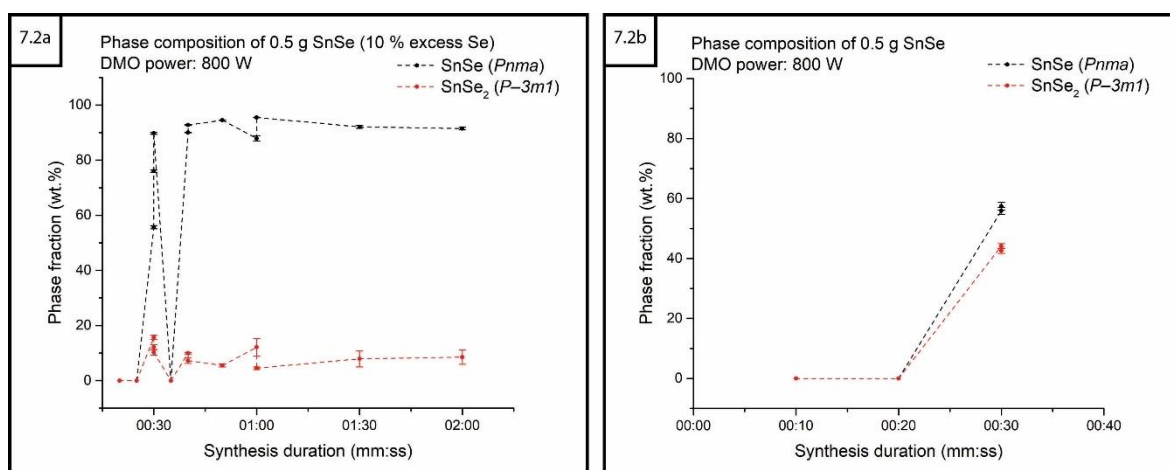 7.2a
Phase composition of 0.5 g SnSe (10 % excess Se)
DMO power: 800 W
SnSe (Pnma)
SnSe₂ (P–3m1)
100
80
60
40
20
0
Phase fraction (wt.%)
00:30
01:00
01:30
02:00
Synthesis duration (mm:ss)
7.2b
Phase composition of 0.5 g SnSe
DMO power: 800 W
SnSe (Pnma)
SnSe₂ (P–3m1)
100
80
60
40
20
0
Phase fraction (wt.%)
00:00
00:10
00:20
00:30
00:40
Synthesis duration (mm:ss)